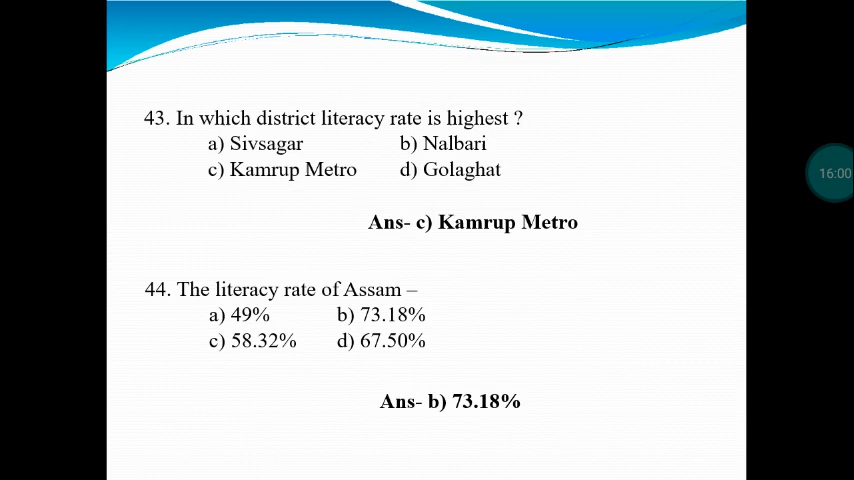 43. In which district literacy rate is highest ?
a) Sivsagar b) Nalbari
c) Kamrup Metro d) Golaghat
Ans- c) Kamrup Metro
44. The literacy rate of Assam –
a) 49% b) 73.18%
c) 58.32% d) 67.50%
Ans- b) 73.18%
16:00